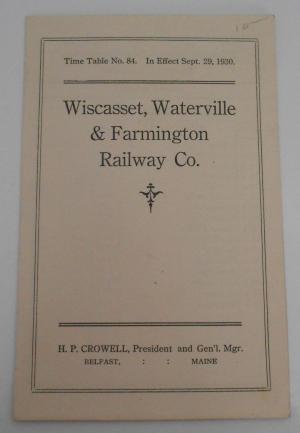 Time Table No. 84. In Effect Sept. 29, 1930.
Wiscasset, Waterville
& Farmington
Railway Co.
H. P. CROWELL, President and Gen'l. Mgr.
BELFAST, : : MAINE